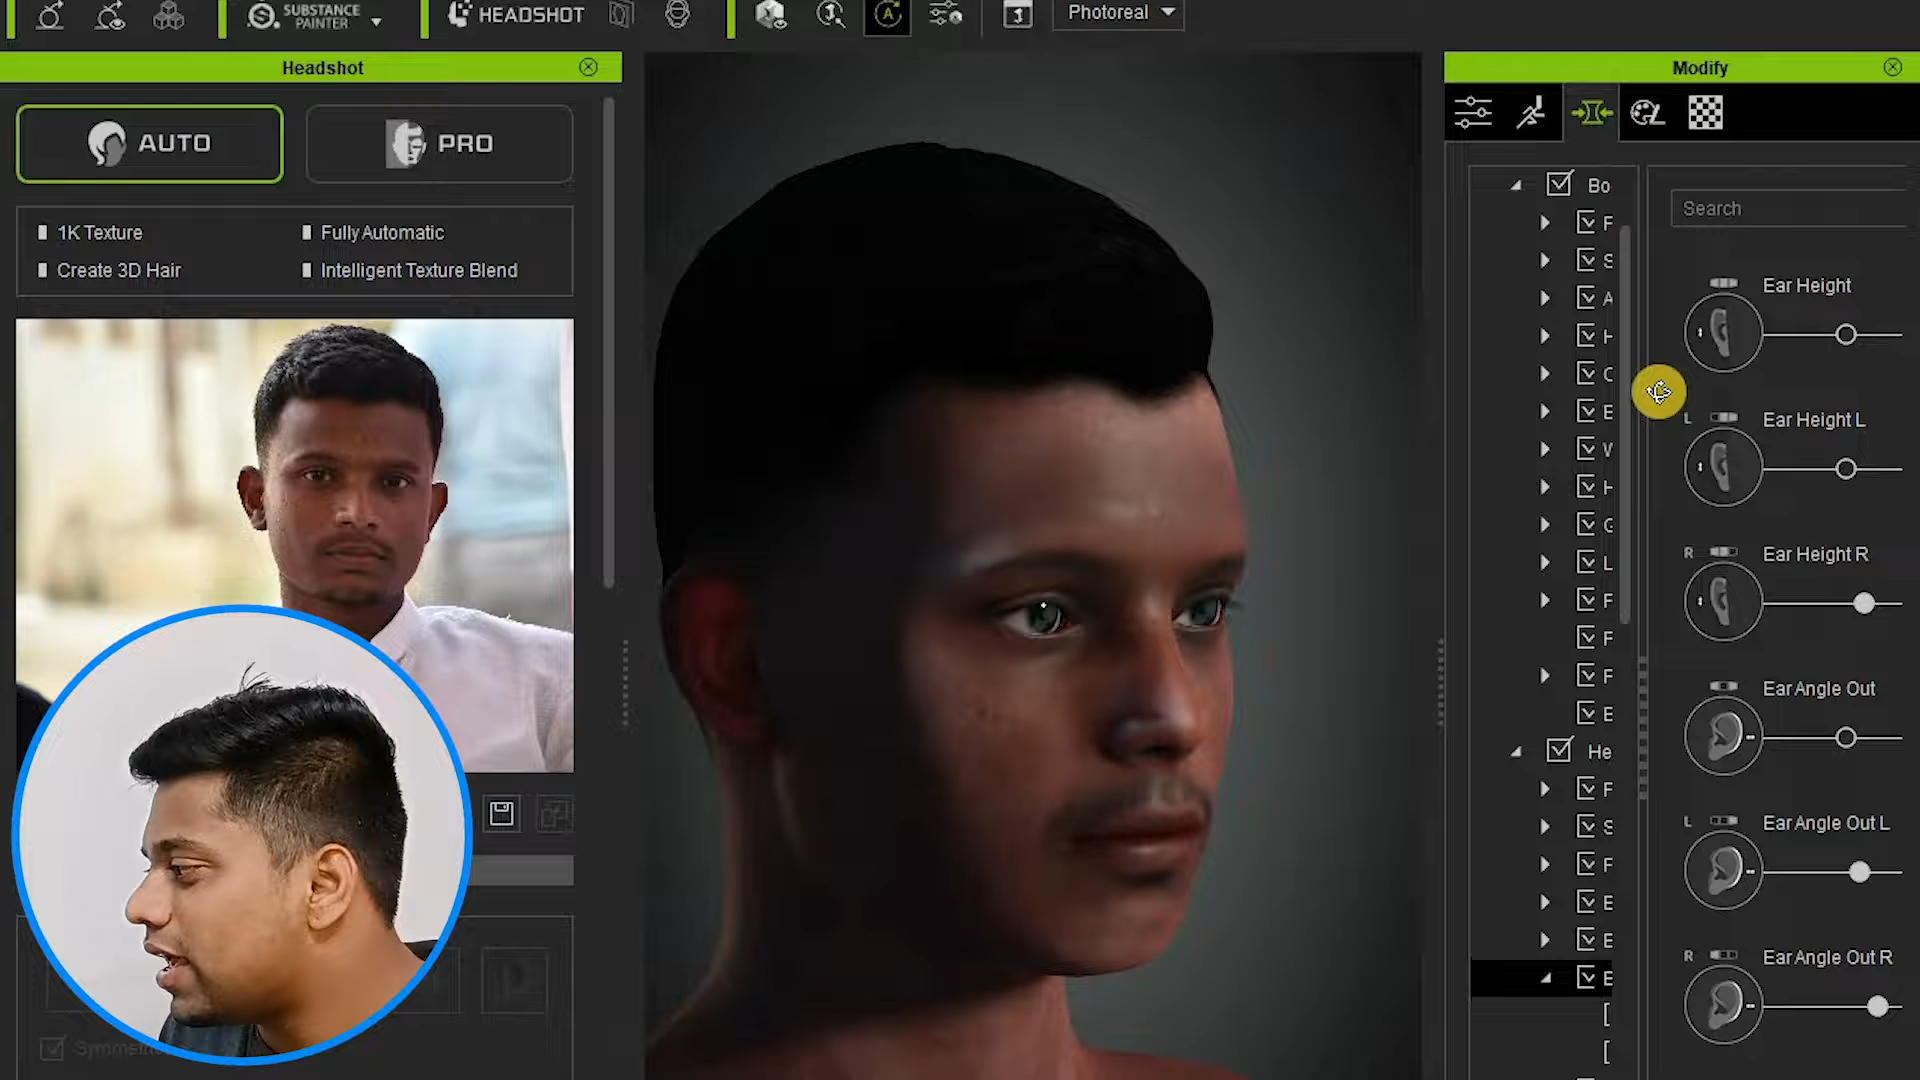 SUBSTANCE
PAINTER
HEADSHOT
A
Photoreal
Headshot
Modify
AUTO
PRO
1K Texture
Fully Automatic
Create 3D Hair
Intelligent Texture Blend
Bo
F
S
A
H
C
E
W
H
G
L
F
F
F
E
He
F
S
F
E
E
E
Search
Ear Height
L
Ear Height L
R
Ear Height R
Ear Angle Out
L
Ear Angle Out L
R
Ear Angle Out R